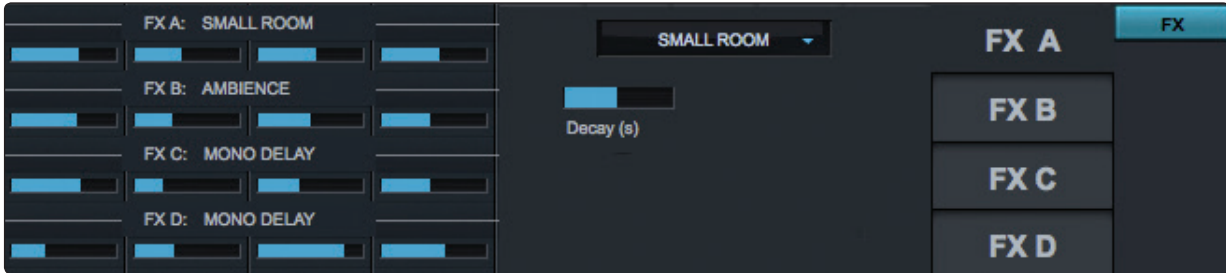 FX A: SMALL ROOM
FX B: AMBIENCE
FX C: MONO DELAY
FX D: MONO DELAY
SMALL ROOM
Decay (s)
FX A
FX B
FX C
FX D
FX